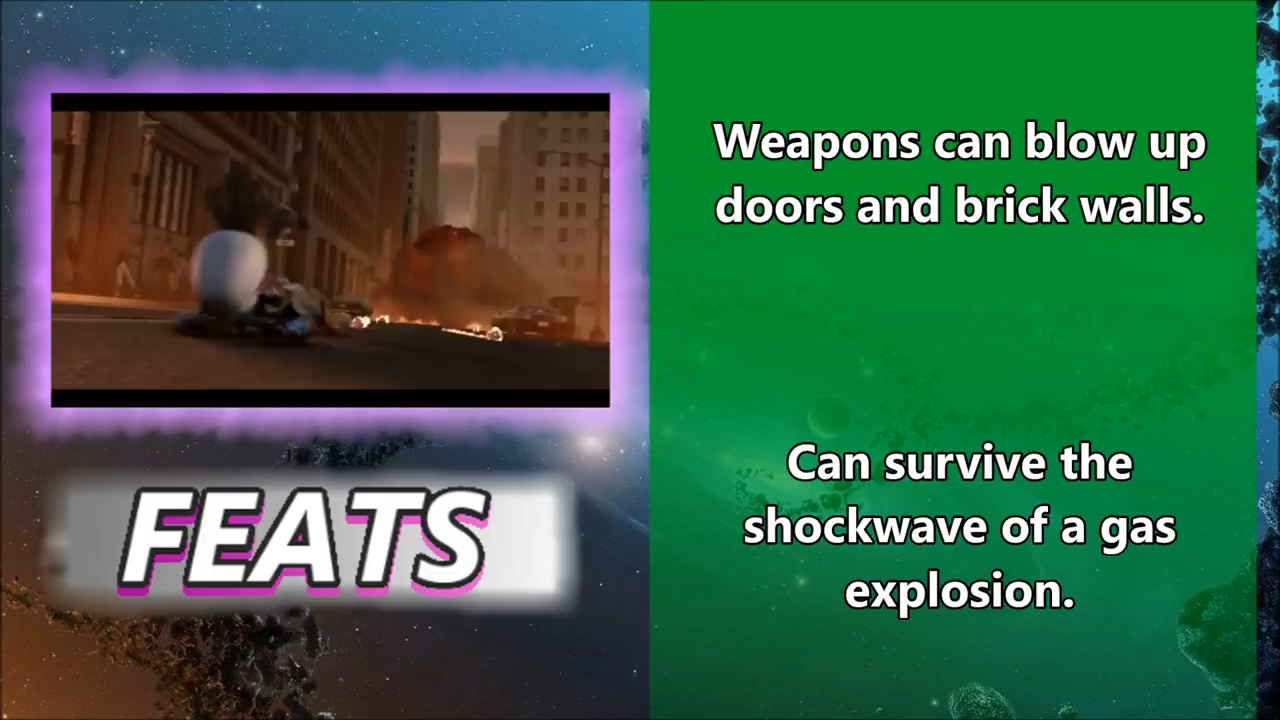 Weapons can blow up
doors and brick walls.
FEATS
Can survive the
shockwave of a gas
explosion.